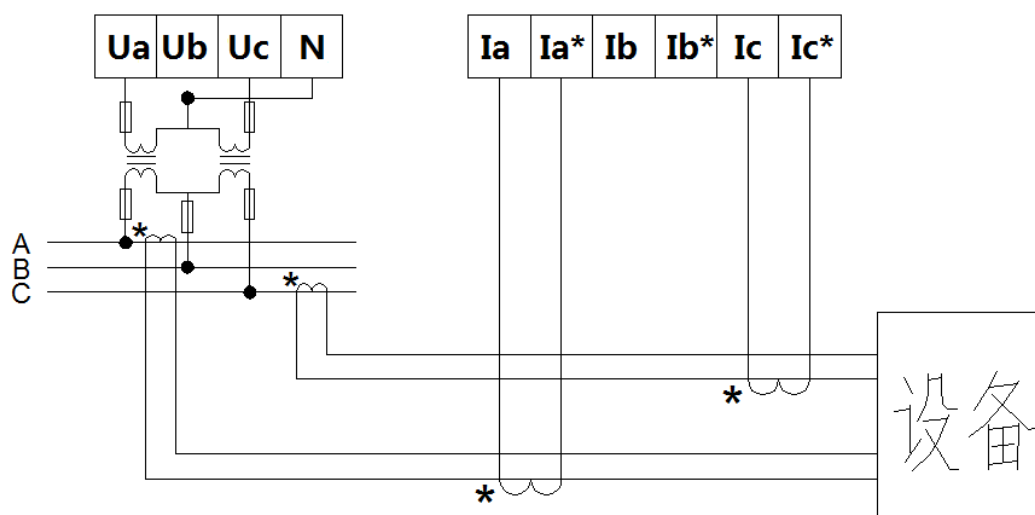 Ua Ub Uc N
Ia Ia* Ib Ib* Ic Ic*
A *
B
C *
*
设备
*